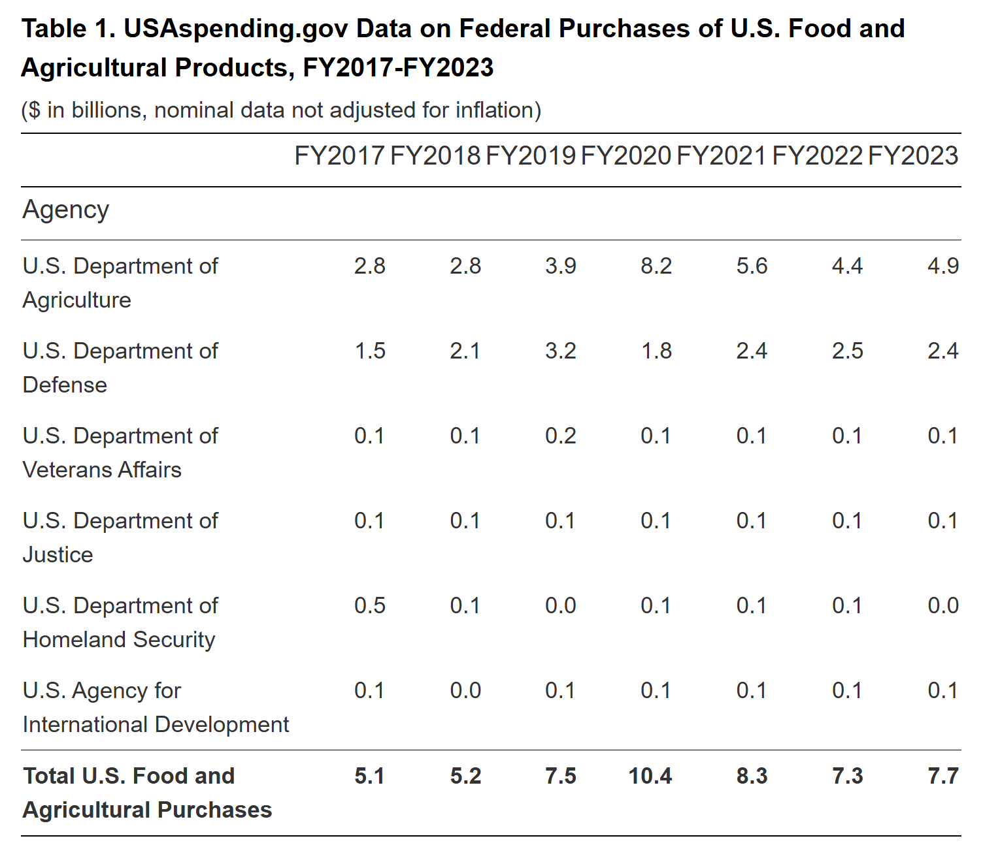 Table 1. USAspending.gov Data on Federal Purchases of U.S. Food and
Agricultural Products, FY2017-FY2023
($ in billions, nominal data not adjusted for inflation)
FY2017 FY2018 FY2019 FY2020 FY2021 FY2022 FY2023
Agency
U.S. Department of 2.8 2.8 3.9 8.2 5.6 4.4 4.9
Agriculture
U.S. Department of 1.5 2.1 3.2 1.8 2.4 2.5 2.4
Defense
U.S. Department of 0.1 0.1 0.2 0.1 0.1 0.1 0.1
Veterans Affairs
U.S. Department of 0.1 0.1 0.1 0.1 0.1 0.1 0.1
Justice
U.S. Department of 0.5 0.1 0.0 0.1 0.1 0.1 0.0
Homeland Security
U.S. Agency for 0.1 0.0 0.1 0.1 0.1 0.1 0.1
International Development
Total U.S. Food and 5.1 5.2 7.5 10.4 8.3 7.3 7.7
Agricultural Purchases